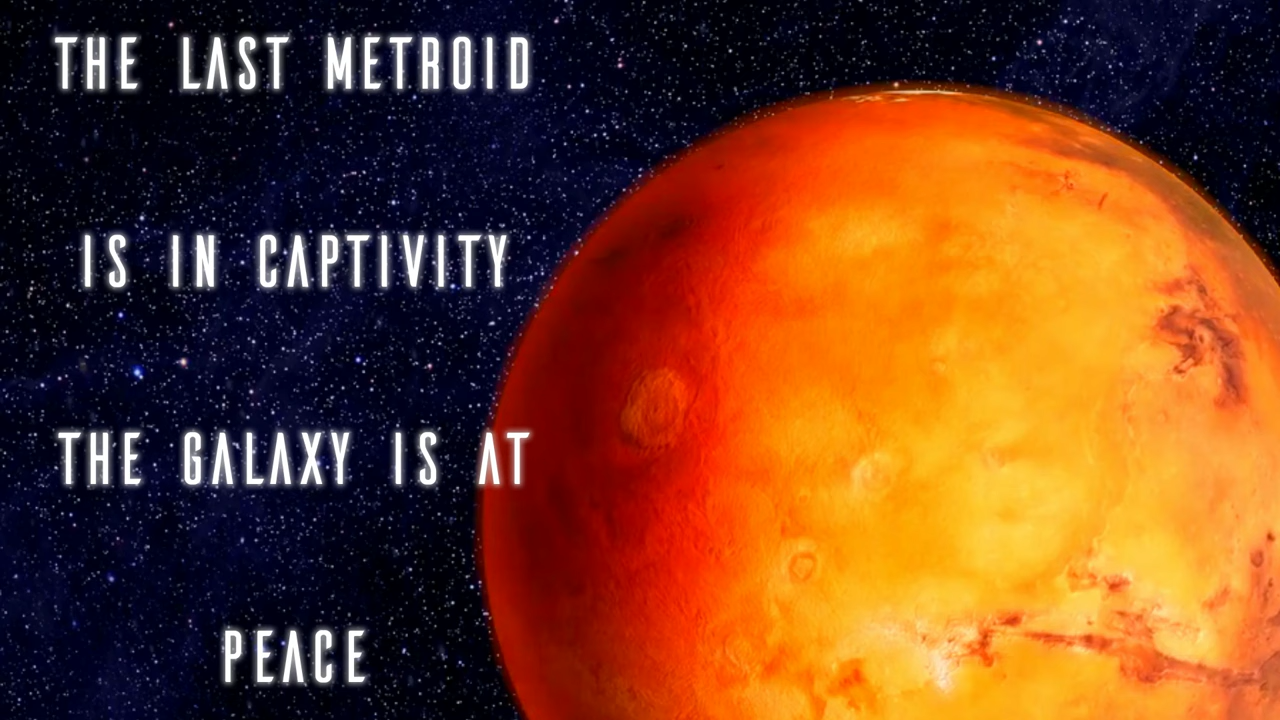 THE LAST METROID
IS IN CAPTIVITY
THE GALAXY IS AT
PEACE